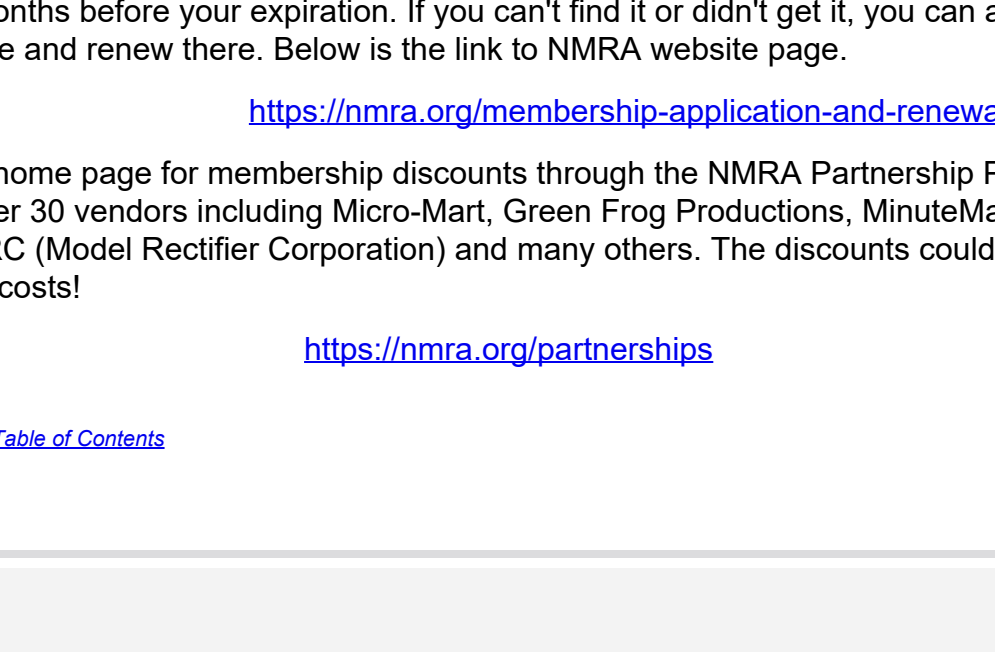 onths before your expiration. If you can't find it or didn't get it, you can a
e and renew there. Below is the link to NMRA website page.
https://nmra.org/membership-application-and-renewa
home page for membership discounts through the NMRA Partnership P
er 30 vendors including Micro-Mart, Green Frog Productions, MinuteMa
RC (Model Rectifier Corporation) and many others. The discounts could
costs!
https://nmra.org/partnerships
Table of Contents